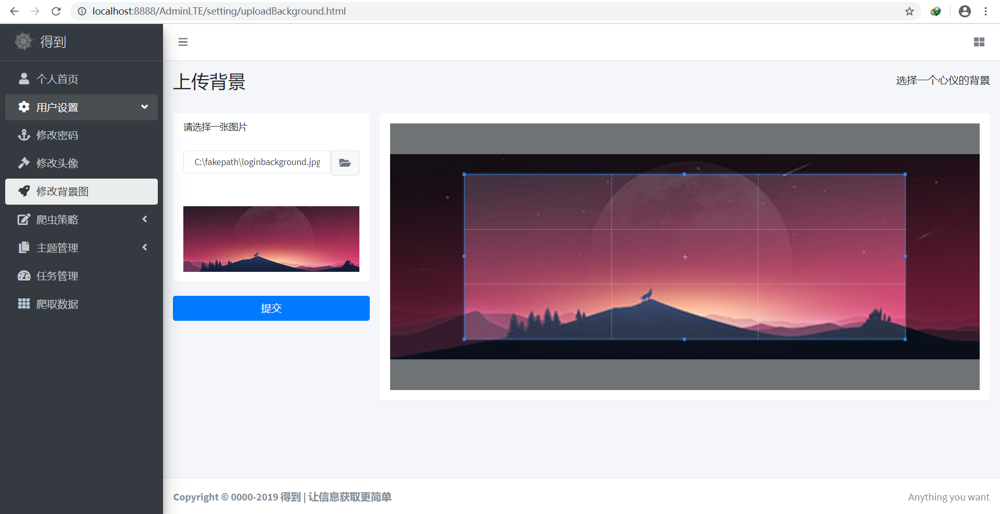 localhost:8888/AdminLTE/setting/uploadBackground.html
得到
个人首页
用户设置
修改密码
修改头像
修改背景图
爬虫策略
主题管理
任务管理
爬取数据
上传背景
选择一个心仪的背景
请选择一张图片
C:\fakepath\loginbackground.jpg
提交
Copyright © 0000-2019 得到 | 让信息获取更简单
Anything you want